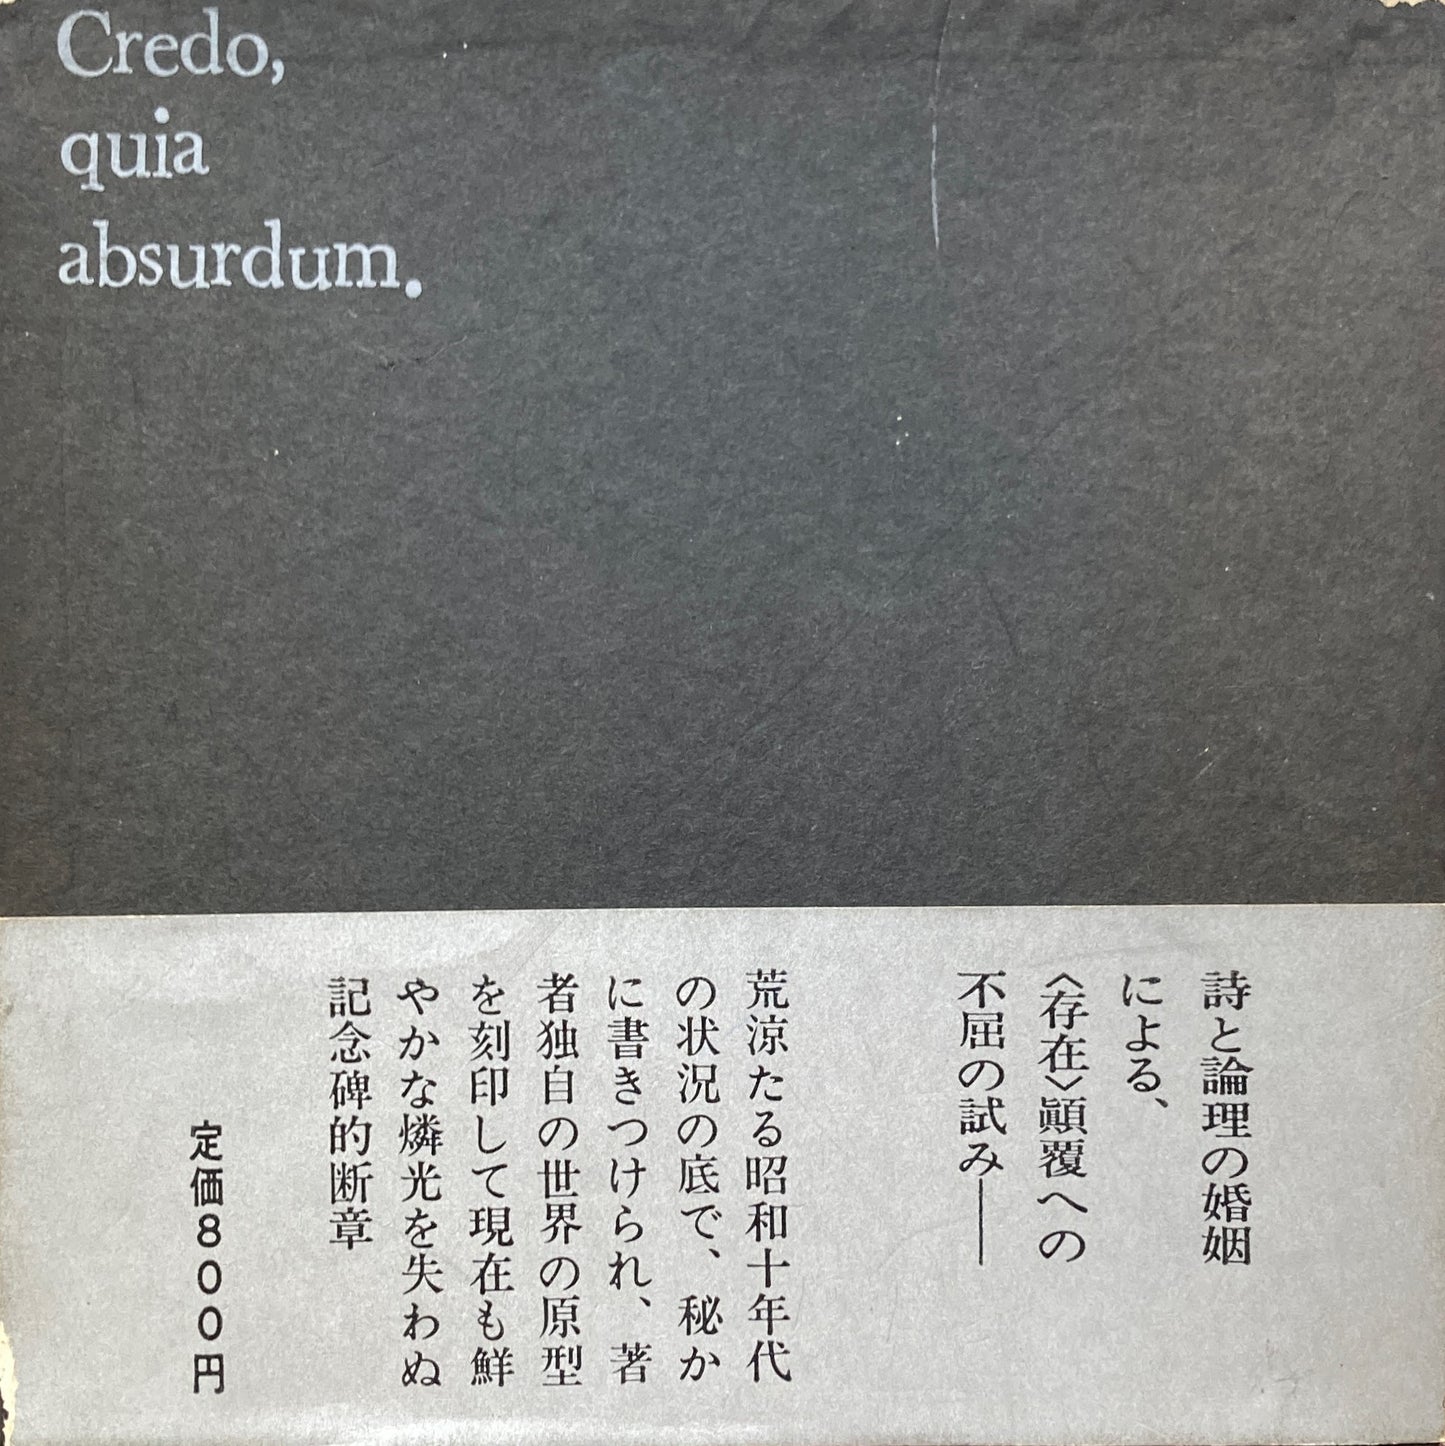 Credo,
quia
absurdum.
詩と論理の婚姻
による、
〈存在〉顚覆への
不屈の試み――
荒涼たる昭和十年代
の状況の底で、秘か
に書きつけられ、著
者独自の世界の原型
を刻印して現在も鮮
やかな燐光を失わぬ
記念碑的断章
定価800円